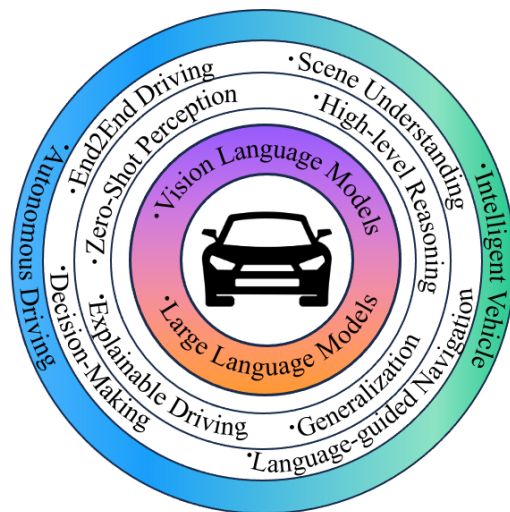 ·Autonomous Driving
·Intelligent Vehicle
·End2End Driving
·Scene Understanding
·Decision-Making
·Language-guided Navigation
·Zero-Shot Perception
·High-level Reasoning
·Explainable Driving
·Generalization
·Vision Language Models
·Large Language Models